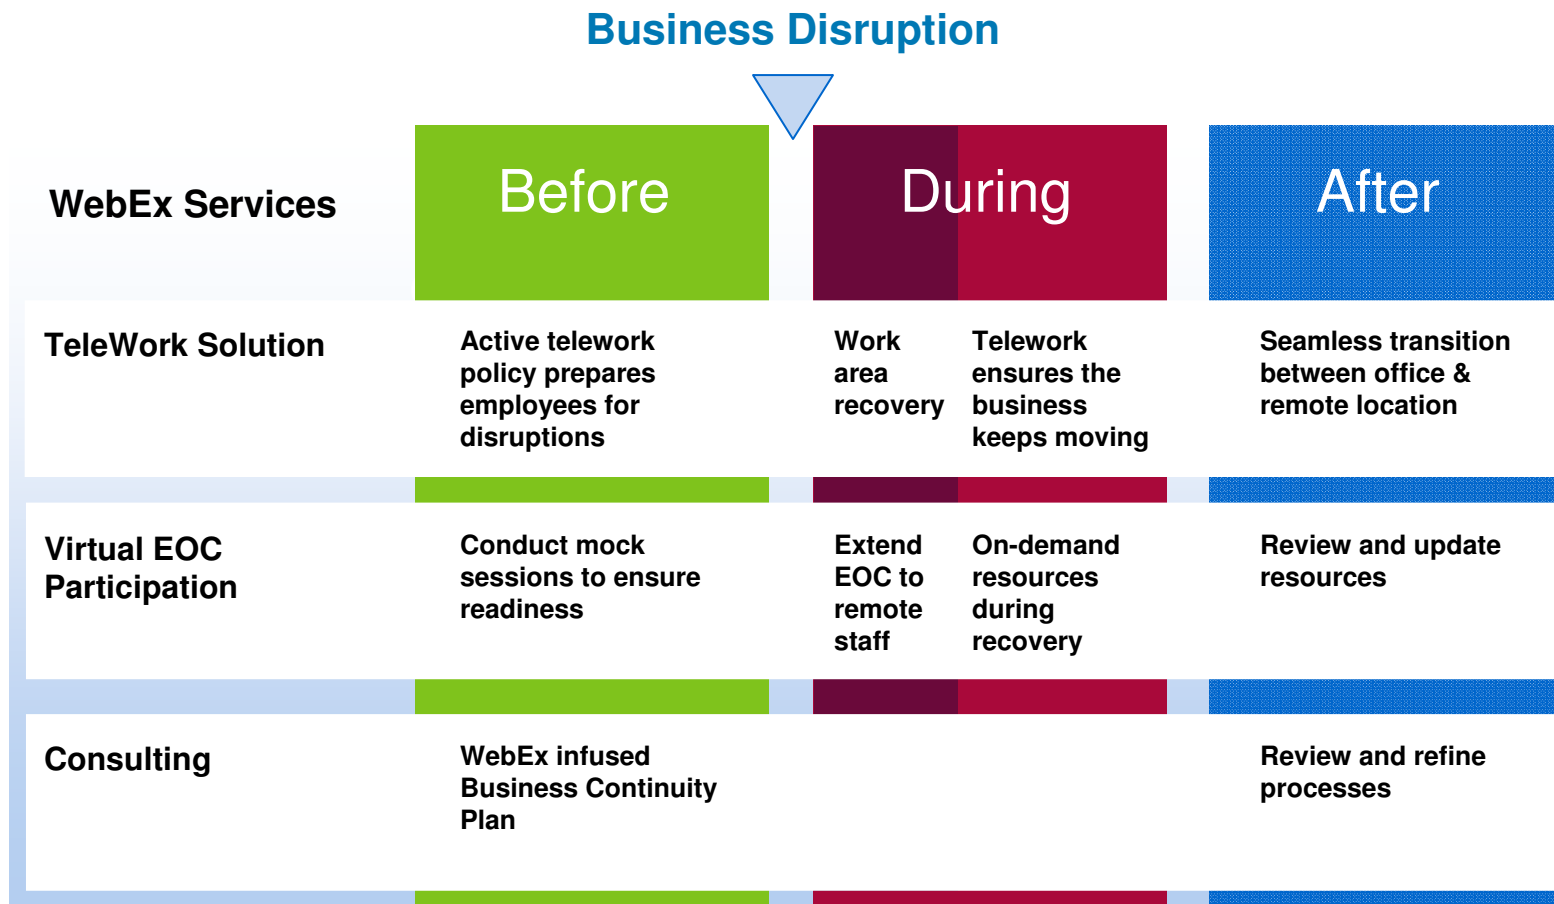 Business Disruption
WebEx Services
Before
During
After
TeleWork Solution
Active telework
policy prepares
employees for
disruptions
Work
area
recovery
Telework
ensures the
business
keeps moving
Seamless transition
between office &
remote location
Virtual EOC
Participation
Conduct mock
sessions to ensure
readiness
Extend
EOC to
remote
staff
On-demand
resources
during
recovery
Review and update
resources
Consulting
WebEx infused
Business Continuity
Plan
Review and refine
processes